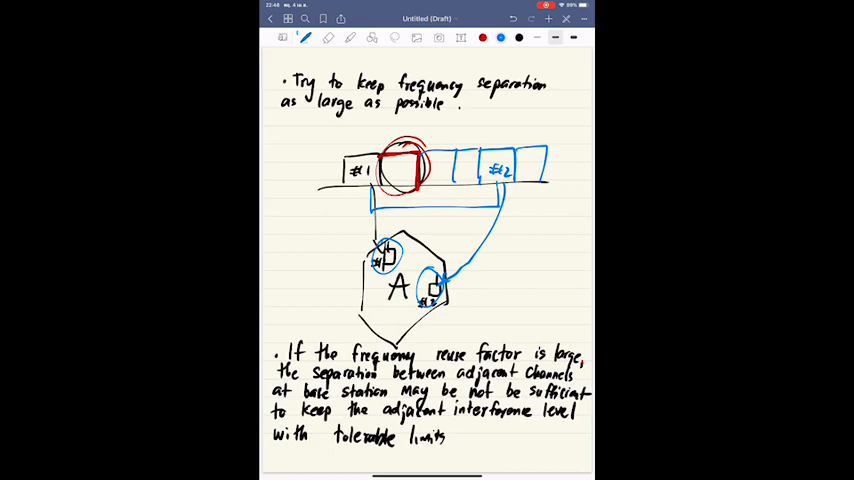 22:40
99%
Untitled (Draft)
• Try to keep frequency separation
as large as possible.
#1
#2
#1
A
#2
• If the frequency reuse factor is large,
the separation between adjacent channels
at base station may be not be sufficient
to keep the adjacent interference level
with tolerable limits